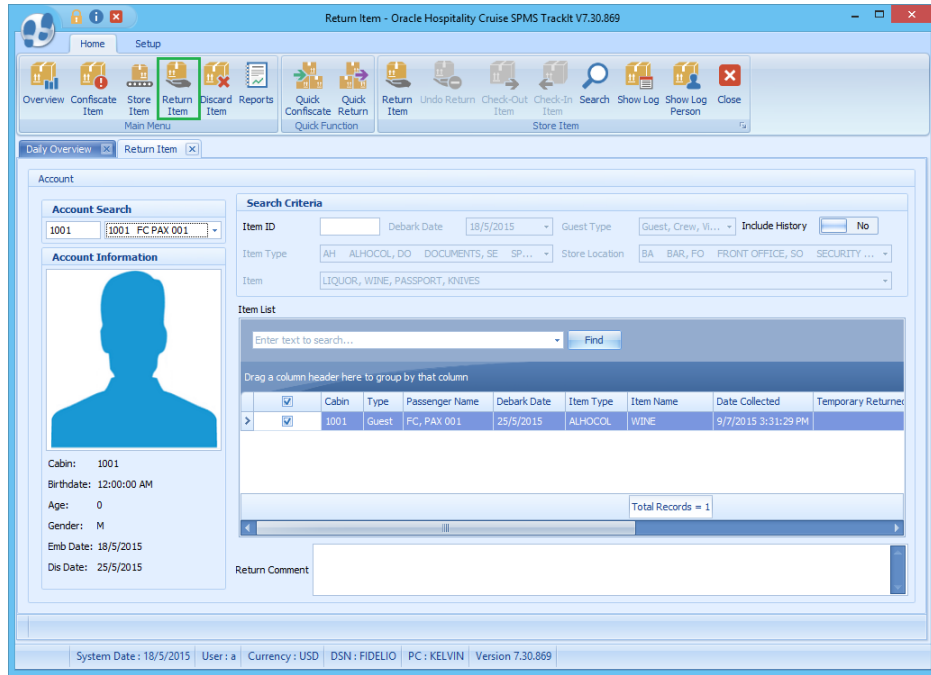 Return Item - Oracle Hospitality Cruise SPMS TrackIt V7.30.869
Home Setup
Overview Confiscate Item Store Item Return Item Discard Item Reports Quick Confiscate Quick Return Return Item Undo Return Check-Out Item Check-In Item Search Show Log Show Log Person Close
Main Menu Quick Function Store Item
Daily Overview Return Item
Account
Account Search
1001 1001 FC PAX 001
Account Information
Cabin: 1001
Birthdate: 12:00:00 AM
Age: 0
Gender: M
Emb Date: 18/5/2015
Dis Date: 25/5/2015
Search Criteria
Item ID Debark Date 18/5/2015 Guest Type Guest, Crew, Vi... Include History No
Item Type AH ALHOCOL, DO DOCUMENTS, SE SP... Store Location BA BAR, FO FRONT OFFICE, SO SECURITY ...
Item LIQUOR, WINE, PASSPORT, KNIVES
Item List
Enter text to search... Find
Drag a column header here to group by that column
Cabin Type Passenger Name Debark Date Item Type Item Name Date Collected Temporary Returned
1001 Guest FC, PAX 001 25/5/2015 ALHOCOL WINE 9/7/2015 3:31:29 PM
Total Records = 1
Return Comment
System Date : 18/5/2015 User : a Currency : USD DSN : FIDELIO PC : KELVIN Version 7.30.869